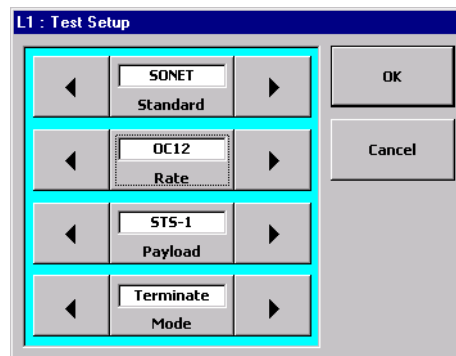 L1 : Test Setup
SONET
Standard
OK
OC12
Rate
Cancel
STS-1
Payload
Terminate
Mode